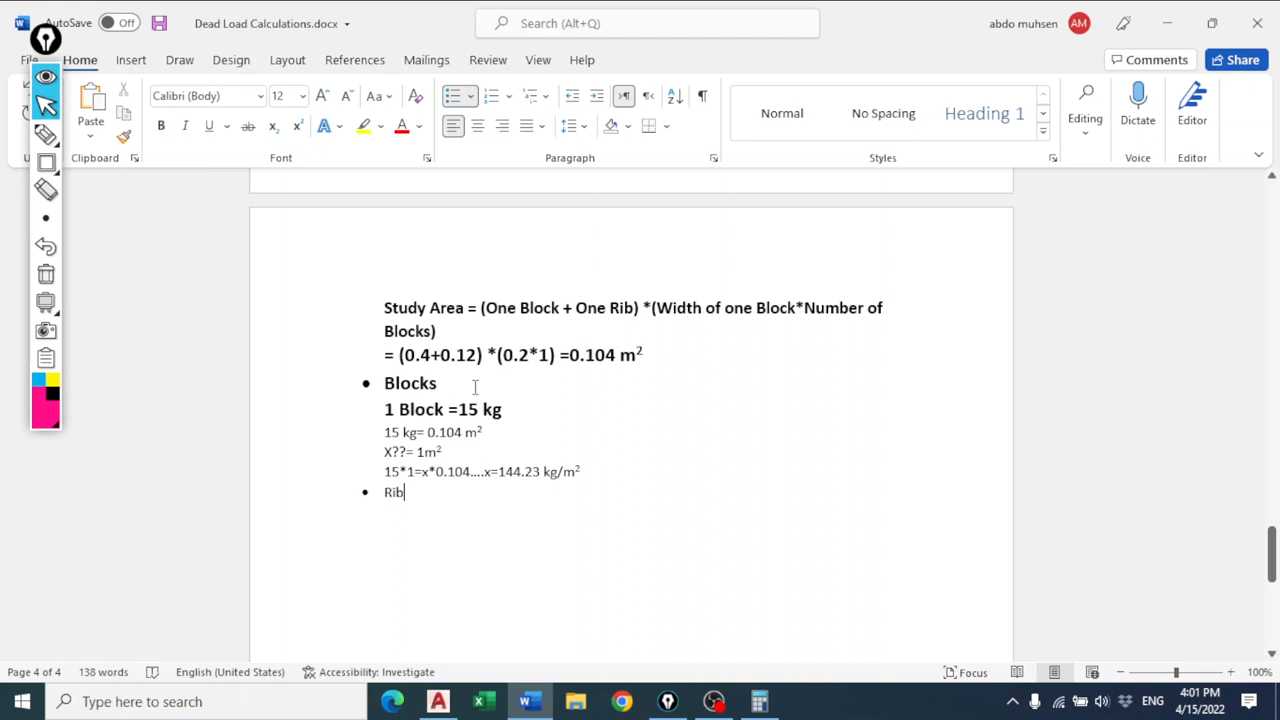 AutoSave Off Dead Load Calculations.docx Search (Alt+Q) abdo muhsen AM
File Home Insert Draw Design Layout References Mailings Review View Help Comments Share
Paste Calibri (Body) 12 Aa Normal No Spacing Heading 1 Editing Dictate Editor
Clipboard Font Paragraph Styles Voice Editor
Study Area = (One Block + One Rib) *(Width of one Block*Number of
Blocks)
= (0.4+0.12) *(0.2*1) =0.104 m²
• Blocks
1 Block =15 kg
15 kg= 0.104 m²
X??= 1m²
15*1=x*0.104….x=144.23 kg/m²
• Rib
Page 4 of 4 138 words English (United States) Accessibility: Investigate Focus 100%
Type here to search ENG 4:01 PM
4/15/2022